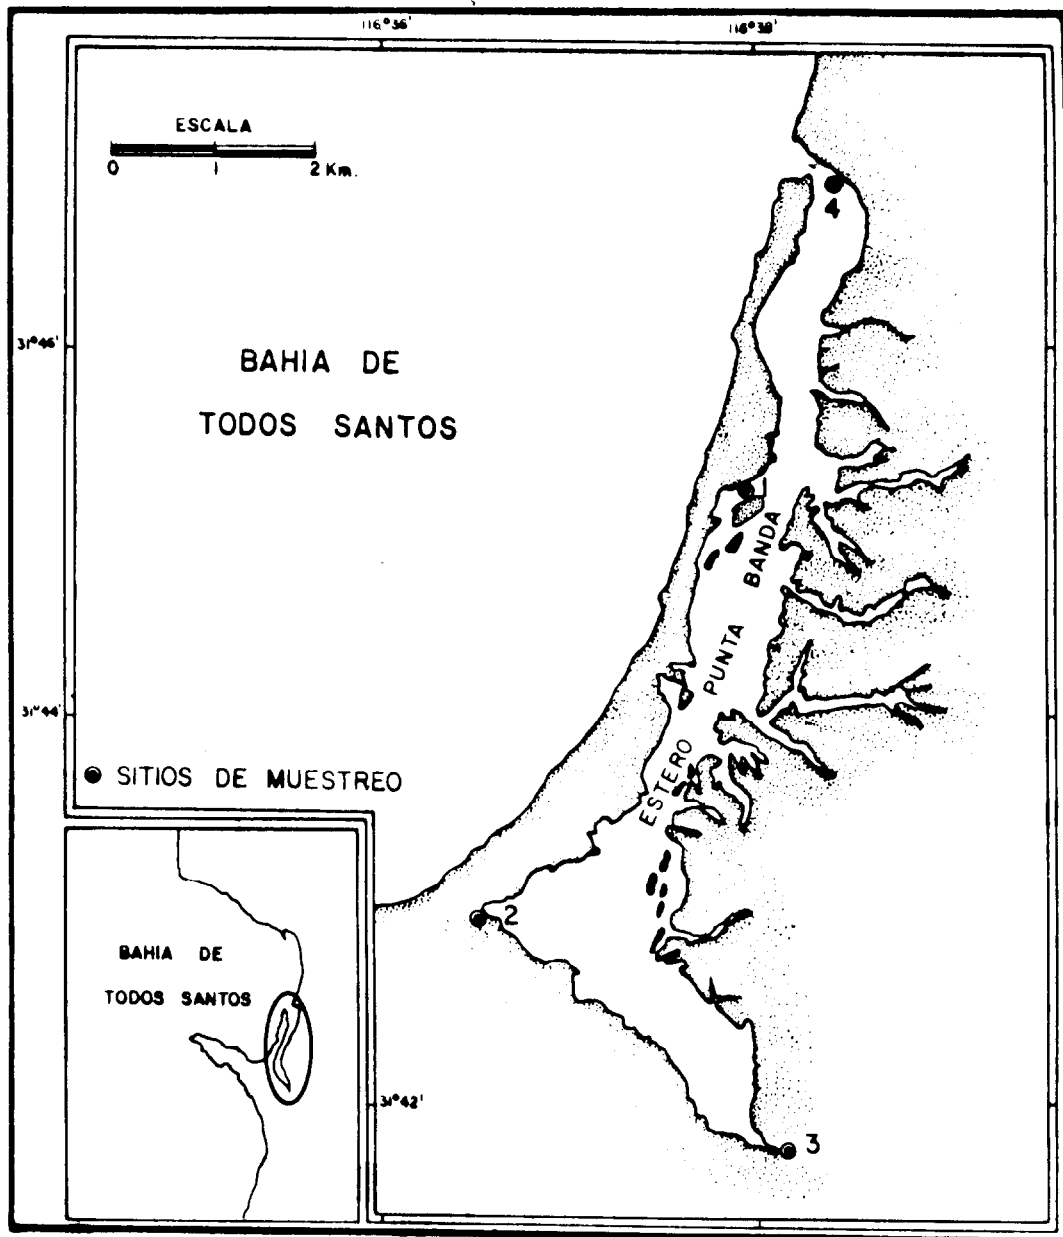 116°36'
116°38'
ESCALA
0 1 2 Km.
31°46'
BAHIA DE
TODOS SANTOS
4
ESTERO PUNTA BANDA
31°44'
SITIOS DE MUESTREO
2
BAHIA DE
TODOS SANTOS
31°42'
3